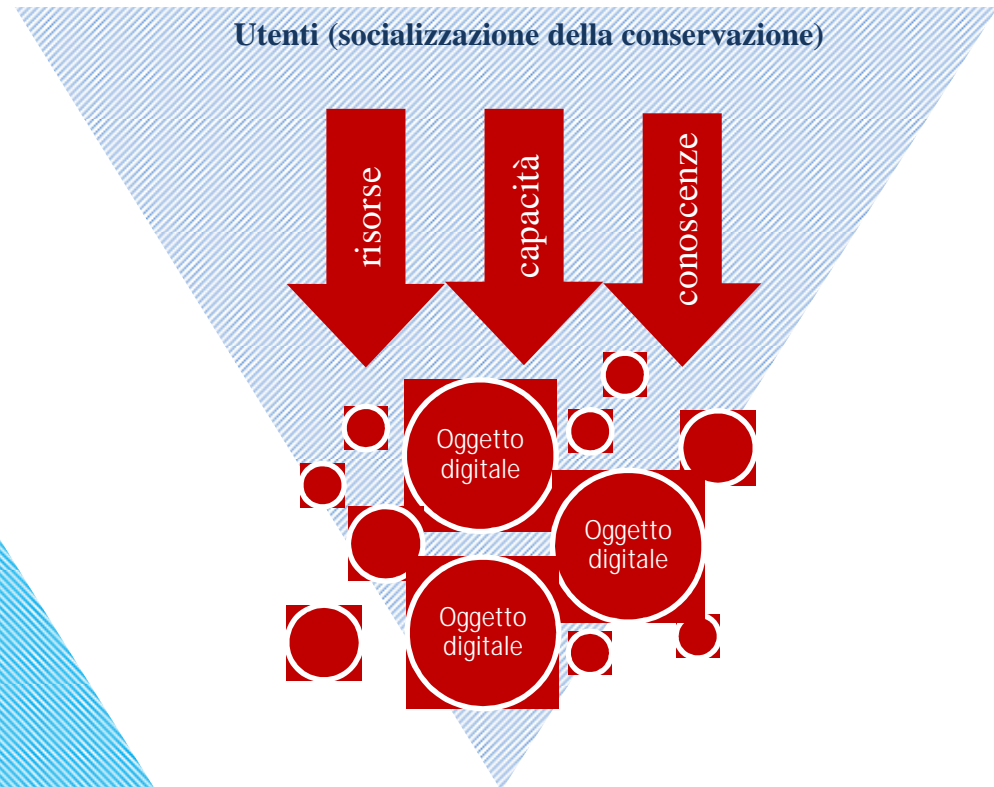 Utenti (socializzazione della conservazione)
risorse
capacità
conoscenze
Oggetto
digitale
Oggetto
digitale
Oggetto
digitale